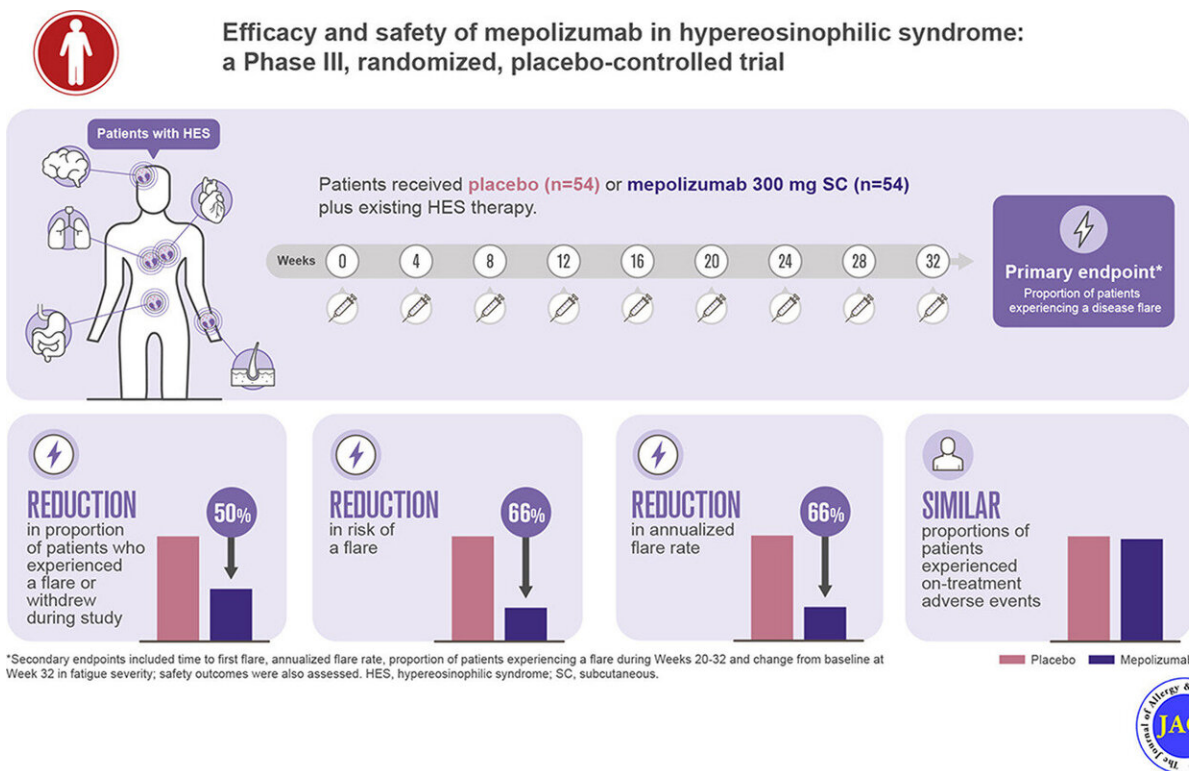 Efficacy and safety of mepolizumab in hypereosinophilic syndrome:
a Phase III, randomized, placebo-controlled trial
Patients with HES
Patients received placebo (n=54) or mepolizumab 300 mg SC (n=54)
plus existing HES therapy.
Weeks 0 4 8 12 16 20 24 28 32
Primary endpoint*
Proportion of patients
experiencing a disease flare
REDUCTION
in proportion
of patients who
experienced
a flare or
withdrew
during study
50%
REDUCTION
in risk of
a flare
66%
REDUCTION
in annualized
flare rate
66%
SIMILAR
proportions of
patients
experienced
on-treatment
adverse events
*Secondary endpoints included time to first flare, annualized flare rate, proportion of patients experiencing a flare during Weeks 20-32 and change from baseline at
Week 32 in fatigue severity; safety outcomes were also assessed. HES, hypereosinophilic syndrome; SC, subcutaneous.
Placebo Mepolizumab
The Journal of Allergy &